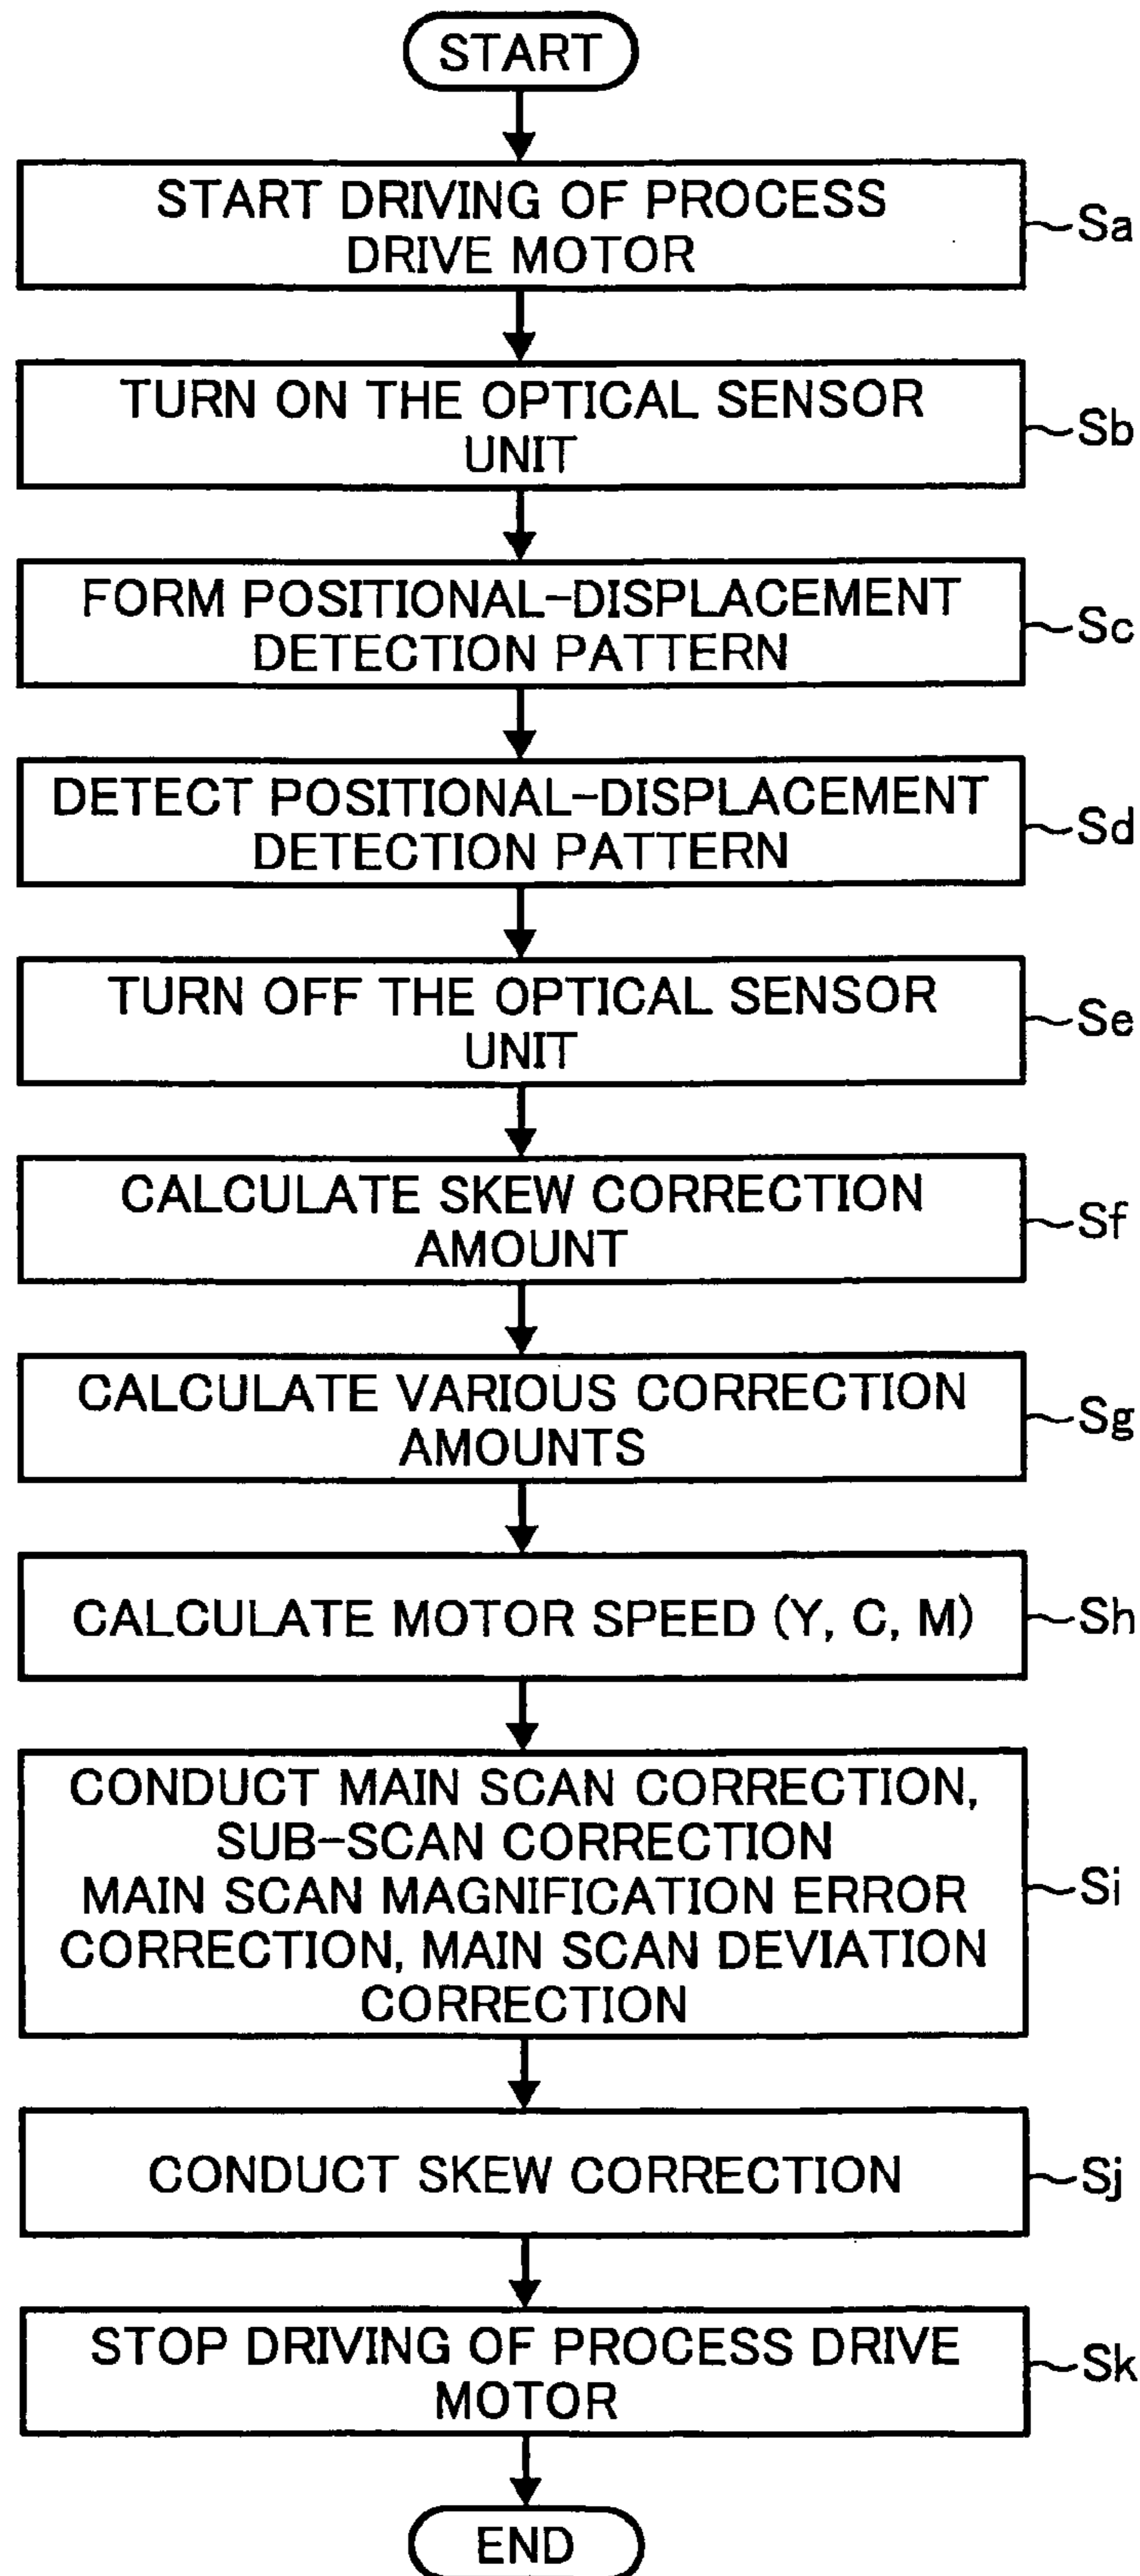 START
START DRIVING OF PROCESS
DRIVE MOTOR
Sa
TURN ON THE OPTICAL SENSOR
UNIT
Sb
FORM POSITIONAL-DISPLACEMENT
DETECTION PATTERN
Sc
DETECT POSITIONAL-DISPLACEMENT
DETECTION PATTERN
Sd
TURN OFF THE OPTICAL SENSOR
UNIT
Se
CALCULATE SKEW CORRECTION
AMOUNT
Sf
CALCULATE VARIOUS CORRECTION
AMOUNTS
Sg
CALCULATE MOTOR SPEED (Y, C, M)
Sh
CONDUCT MAIN SCAN CORRECTION,
SUB-SCAN CORRECTION
MAIN SCAN MAGNIFICATION ERROR
CORRECTION, MAIN SCAN DEVIATION
CORRECTION
Si
CONDUCT SKEW CORRECTION
Sj
STOP DRIVING OF PROCESS DRIVE
MOTOR
Sk
END